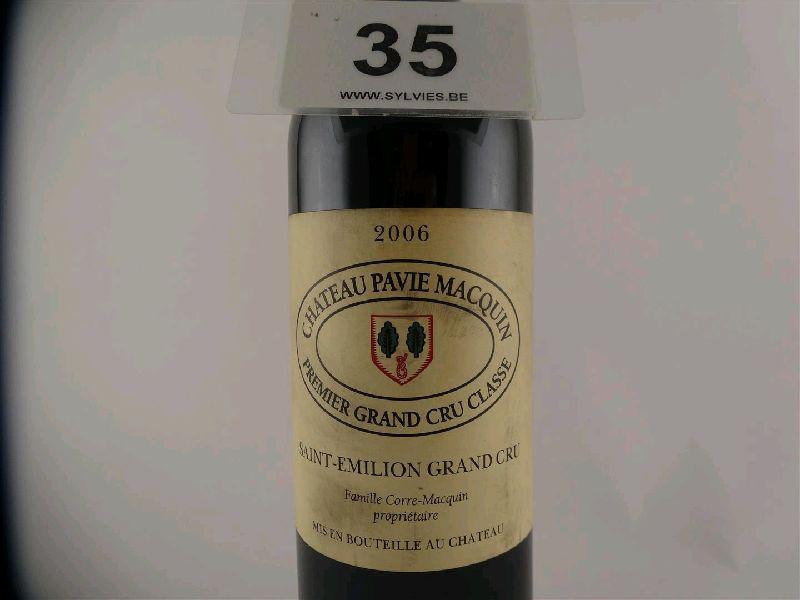 35
WWW.SYLVIES.BE
2006
CHATEAU PAVIE MACQUIN
PREMIER GRAND CRU CLASSE
SAINT-EMILION GRAND CRU
Famille Corre-Macquin
propriétaire
MIS EN BOUTEILLE AU CHATEAU